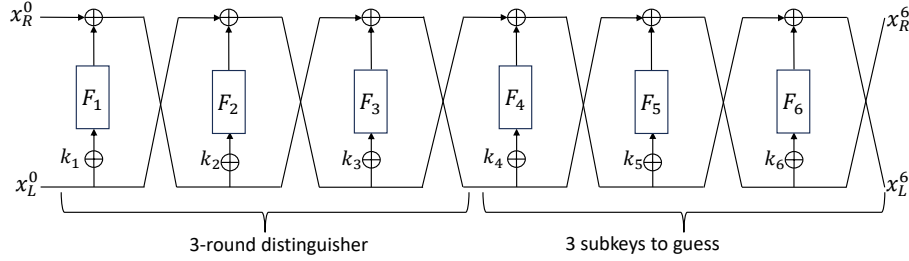 x_R^0 x_R^6
F_1 F_2 F_3 F_4 F_5 F_6
k_1 k_2 k_3 k_4 k_5 k_6
x_L^0 x_L^6
3-round distinguisher 3 subkeys to guess